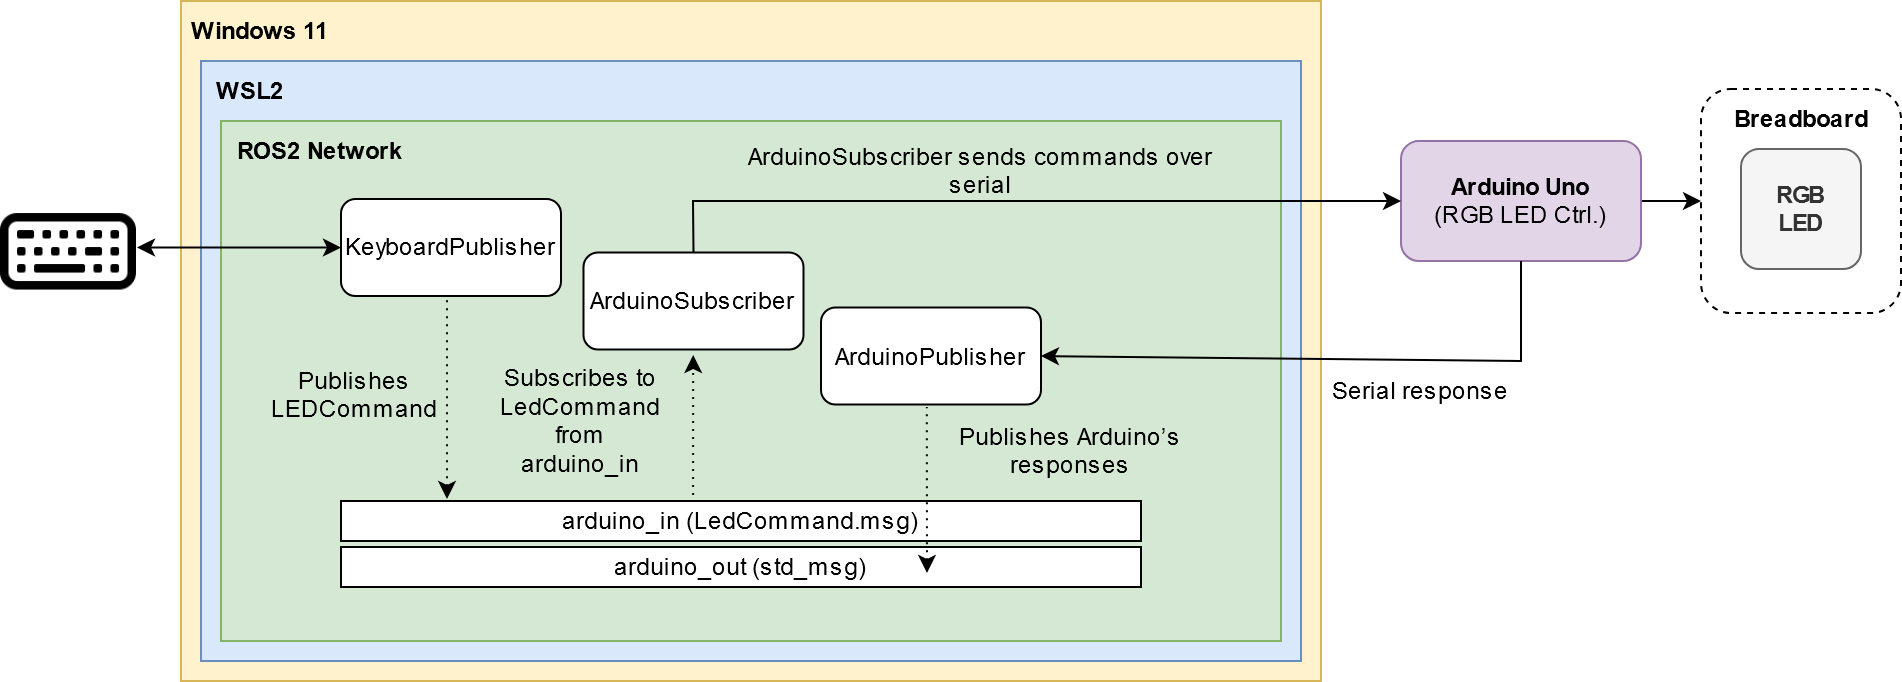 Windows 11
WSL2
ROS2 Network
ArduinoSubscriber sends commands over
serial
KeyboardPublisher
ArduinoSubscriber
ArduinoPublisher
Arduino Uno
(RGB LED Ctrl.)
Breadboard
RGB
LED
Publishes
LEDCommand
Subscribes to
LedCommand
from
arduino_in
Publishes Arduino’s
responses
Serial response
arduino_in (LedCommand.msg)
arduino_out (std_msg)